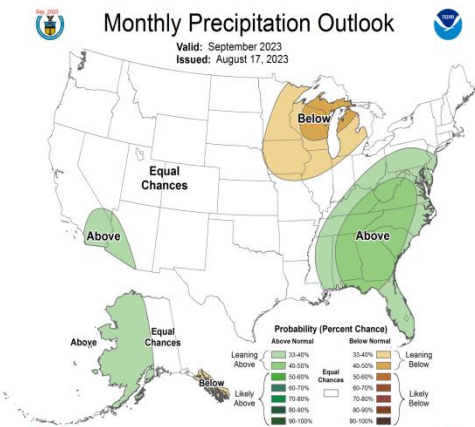 Sep, 2023
Monthly Precipitation Outlook
NOAA
Valid: September 2023
Issued: August 17, 2023
Below
Equal
Chances
Above
Above
Above
Equal
Chances
Below
Probability (Percent Chance)
Above Normal
Below Normal
Leaning
Above
33-40%
40-50%
50-60%
Likely
Above
60-70%
70-80%
80-90%
90-100%
Equal
Chances
33-40%
40-50%
Leaning
Below
50-60%
60-70%
70-80%
80-90%
90-100%
Likely
Below